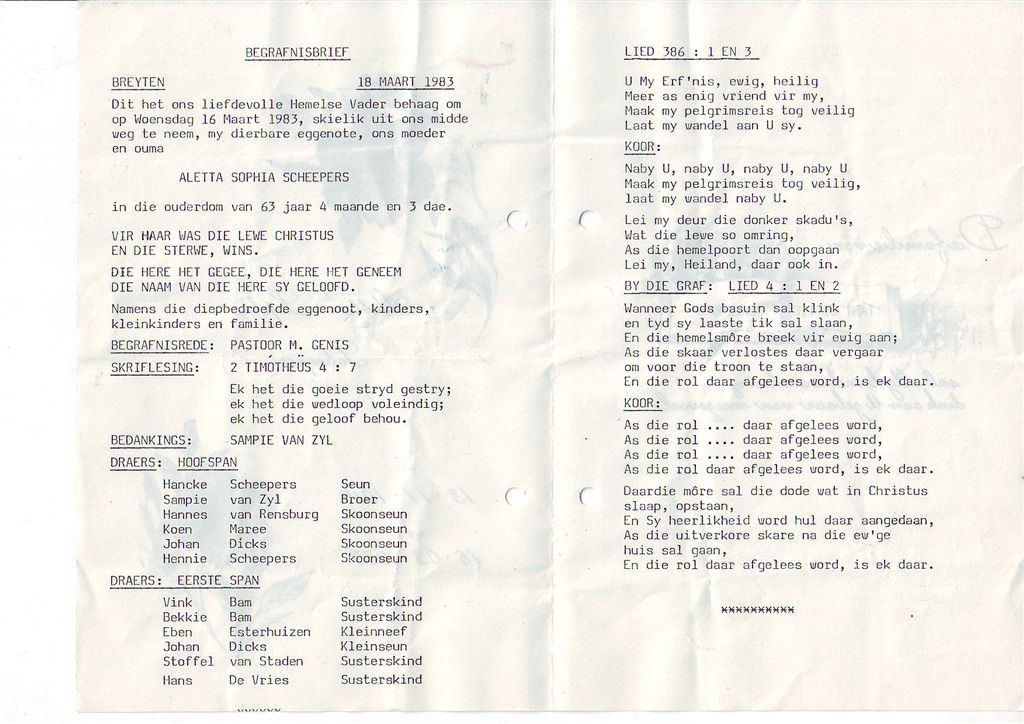 BEGRAFNISBRIEF
BREYTEN 18 MAART 1983
Dit het ons liefdevolle Hemelse Vader behaag om
op Woensdag 16 Maart 1983, skielik uit ons midde
weg te neem, my dierbare eggenote, ons moeder
en ouma
ALETTA SOPHIA SCHEEPERS
in die ouderdom van 63 jaar 4 maande en 3 dae.
VIR HAAR WAS DIE LEWE CHRISTUS
EN DIE STERWE, WINS.
DIE HERE HET GEGEE, DIE HERE HET GENEEM
DIE NAAM VAN DIE HERE SY GELOOFD.
Namens die diepbedroefde eggenoot, kinders,
kleinkinders en familie.
BEGRAFNISREDE: PASTOOR M. GENIS
SKRIFLESING: 2 TIMÓTHEÜS 4 : 7
Ek het die goeie stryd gestry;
ek het die wedloop voleindig;
ek het die geloof behou.
BEDANKINGS: SAMPIE VAN ZYL
DRAERS: HOOFSPAN
Hancke Scheepers Seun
Sampie van Zyl Broer
Hannes van Rensburg Skoonseun
Koen Maree Skoonseun
Johan Dicks Skoonseun
Hennie Scheepers Skoonseun
DRAERS: EERSTE SPAN
Vink Bam Susterskind
Bekkie Bam Susterskind
Eben Esterhuizen Kleinneef
Johan Dicks Kleinseun
Stoffel van Staden Susterskind
Hans De Vries Susterskind
LIED 386 : 1 EN 3
U My Erf'nis, ewig, heilig
Meer as enig vriend vir my,
Maak my pelgrimsreis tog veilig
Laat my wandel aan U sy.
KOOR:
Naby U, naby U, naby U, naby U
Maak my pelgrimsreis tog veilig,
laat my wandel naby U.
Lei my deur die donker skadu's,
Wat die lewe so omring,
As die hemelpoort dan oopgaan
Lei my, Heiland, daar ook in.
BY DIE GRAF: LIED 4 : 1 EN 2
Wanneer Gods basuin sal klink
en tyd sy laaste tik sal slaan,
En die hemelsmôre breek vir ewig aan;
As die skaar verlostes daar vergaar
om voor die troon te staan,
En die rol daar afgelees word, is ek daar.
KOOR:
As die rol .... daar afgelees word,
As die rol .... daar afgelees word,
As die rol .... daar afgelees word,
As die rol daar afgelees word, is ek daar.
Daardie môre sal die dode wat in Christus
slaap, opstaan,
En Sy heerlikheid word hul daar aangedaan,
As die uitverkore skare na die ew'ge
huis sal gaan,
En die rol daar afgelees word, is ek daar.